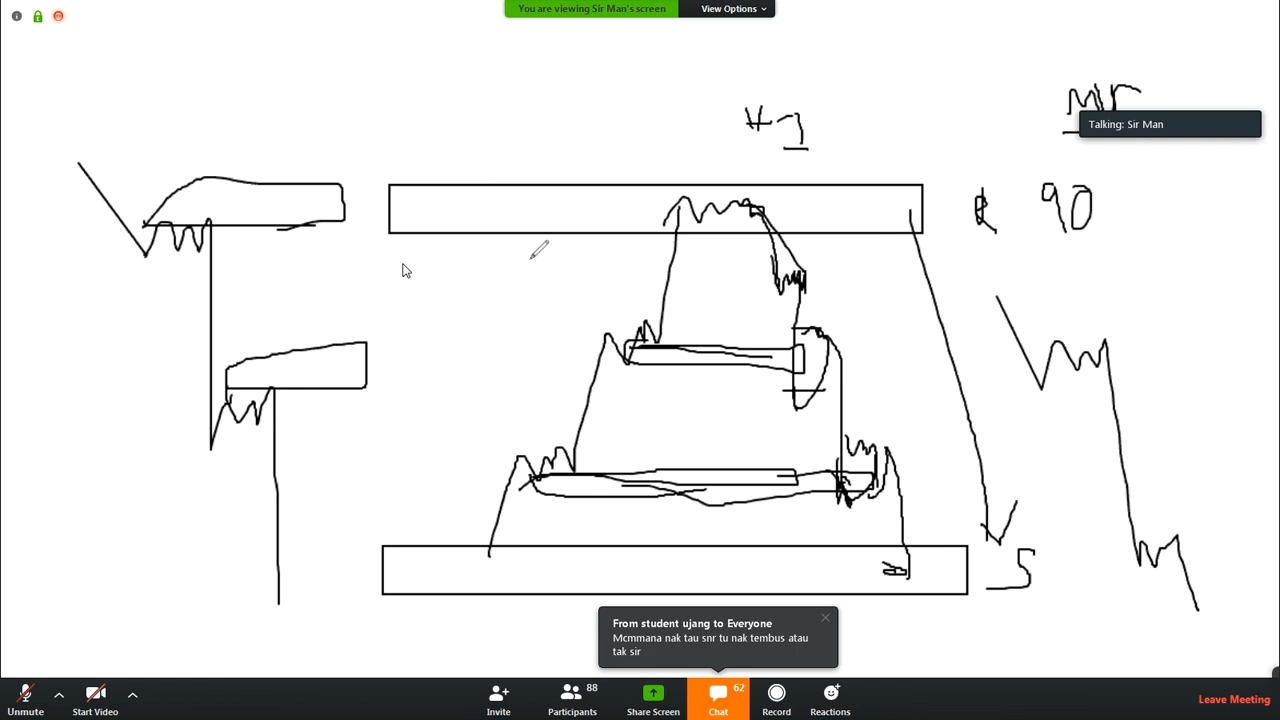 You are viewing Sir Man's screen
View Options
Mr
Talking: Sir Man
90
S
From student ujang to Everyone
Mcmmana nak tau snr tu nak tembus atau
tak sir
Unmute
Start Video
Invite
88
Participants
Share Screen
62
Chat
Record
Reactions
Leave Meeting